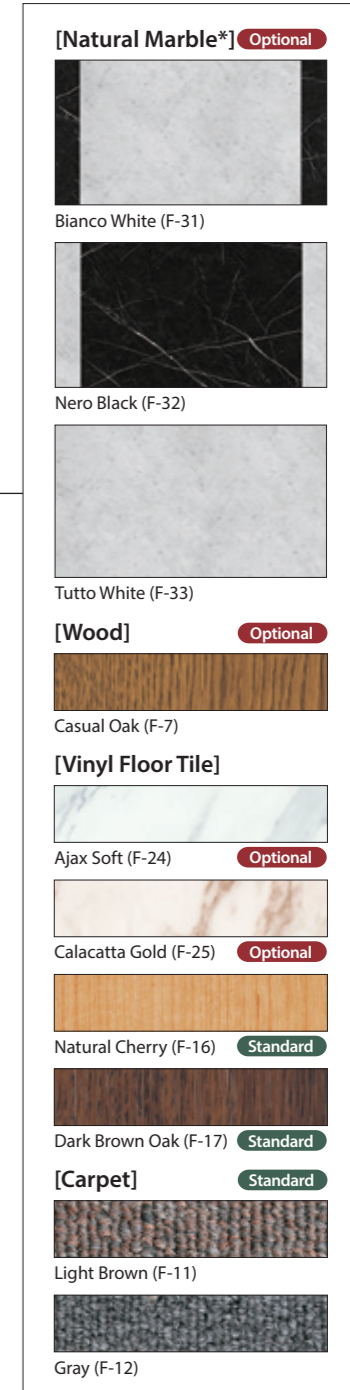 [Natural Marble*] Optional
Bianco White (F-31)
Nero Black (F-32)
Tutto White (F-33)
[Wood] Optional
Casual Oak (F-7)
[Vinyl Floor Tile]
Ajax Soft (F-24) Optional
Calacatta Gold (F-25) Optional
Natural Cherry (F-16) Standard
Dark Brown Oak (F-17) Standard
[Carpet] Standard
Light Brown (F-11)
Gray (F-12)